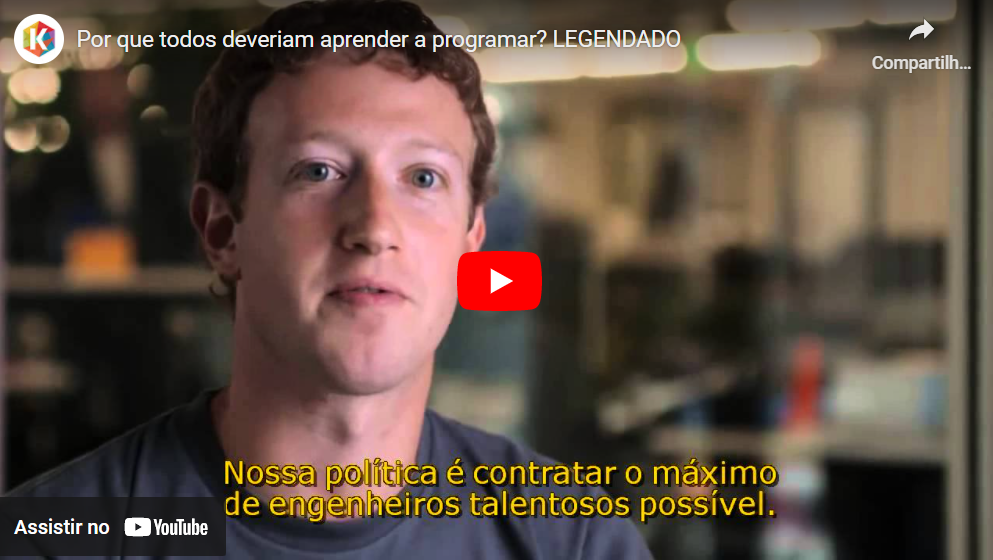 K
Por que todos deveriam aprender a programar? LEGENDADO
Compartilh...
Nossa política é contratar o máximo
de engenheiros talentosos possível.
Assistir no YouTube